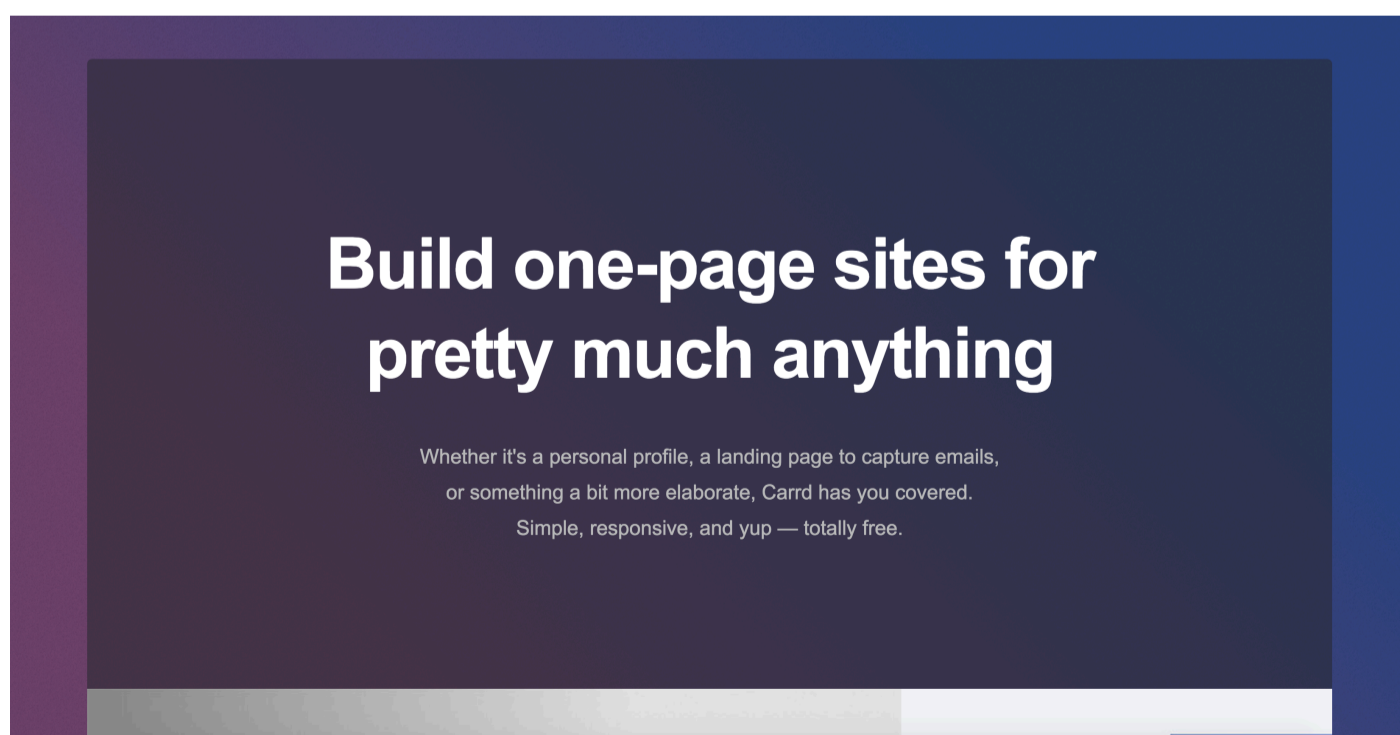 Build one-page sites for
pretty much anything
Whether it's a personal profile, a landing page to capture emails,
or something a bit more elaborate, Carrd has you covered.
Simple, responsive, and yup — totally free.